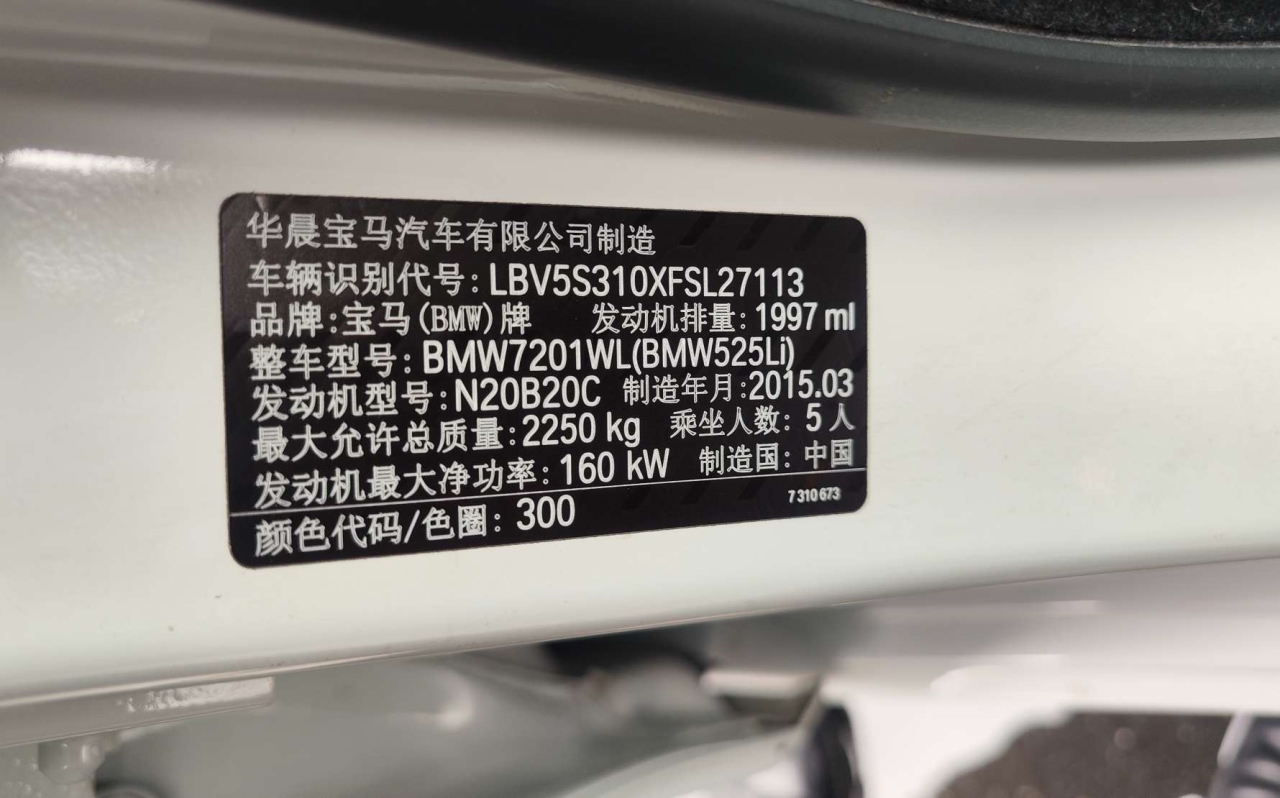 华晨宝马汽车有限公司制造
车辆识别代号: LBV5S310XFSL27113
品牌:宝马(BMW)牌 发动机排量: 1997 ml
整车型号: BMW7201WL(BMW525Li)
发动机型号: N20B20C 制造年月:2015.03
最大允许总质量: 2250 kg 乘坐人数: 5 人
发动机最大净功率: 160 kW 制造国: 中国
颜色代码/色圈: 300 7 310 673